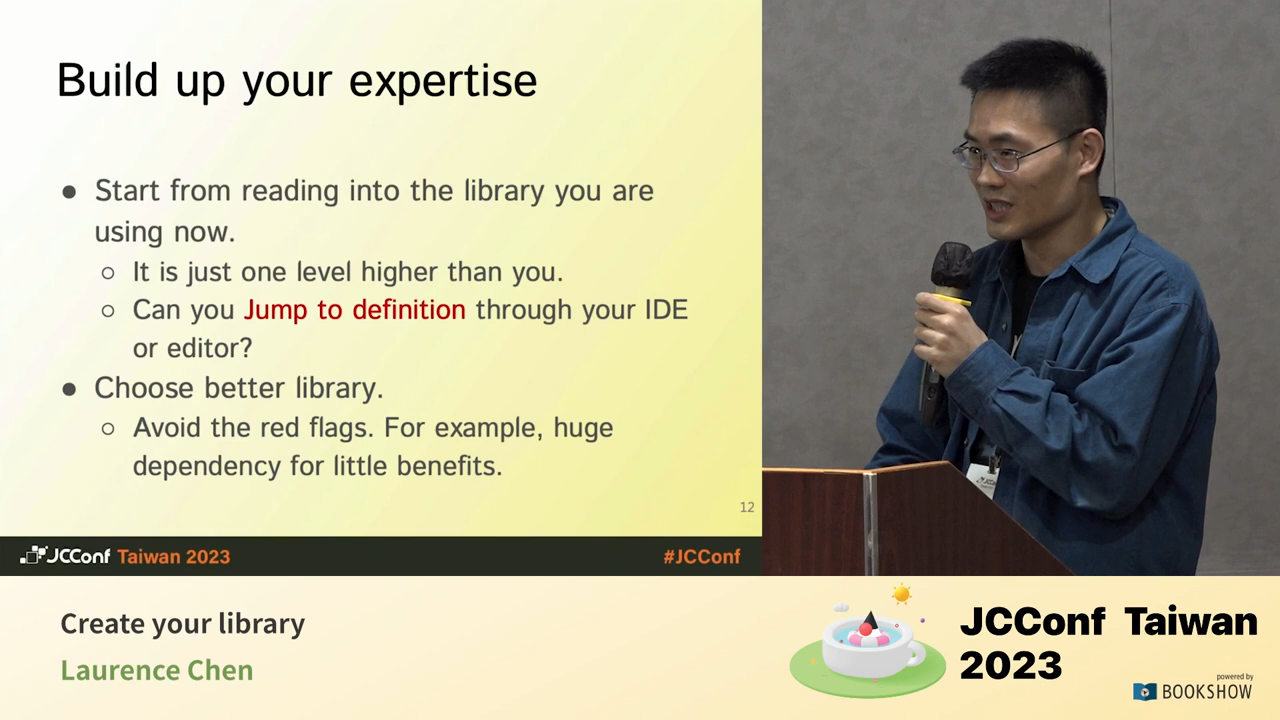 Build up your expertise
● Start from reading into the library you are
using now.
○ It is just one level higher than you.
○ Can you Jump to definition through your IDE
or editor?
● Choose better library.
○ Avoid the red flags. For example, huge
dependency for little benefits.
12
JCConf Taiwan 2023
#JCConf
Create your library
Laurence Chen
JCConf Taiwan
2023
powered by
BOOKSHOW